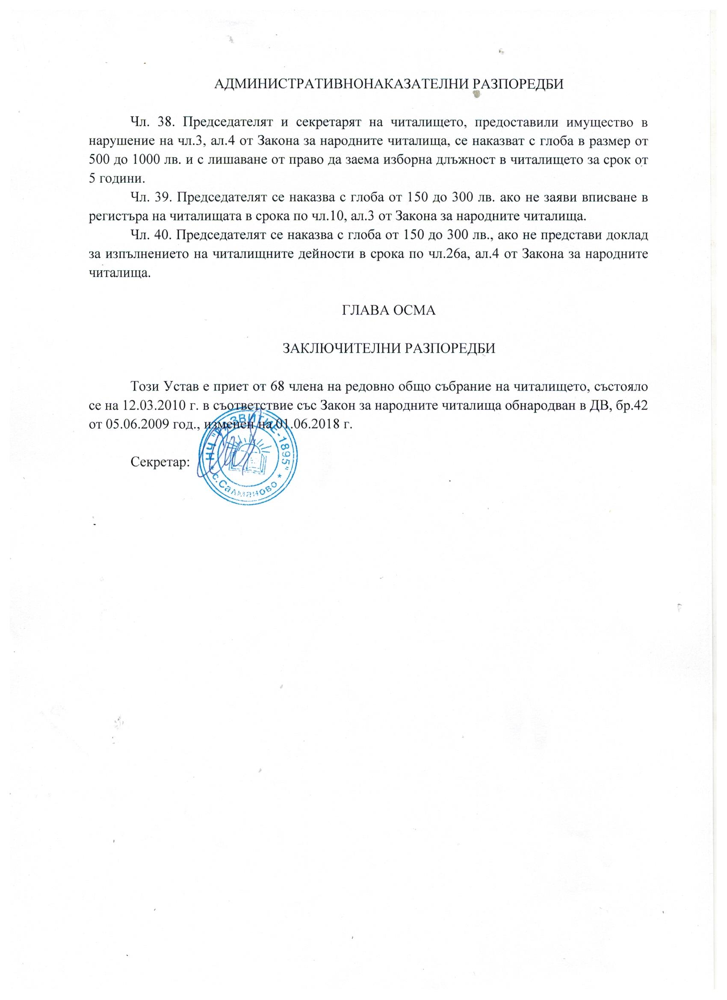 АДМИНИСТРАТИВНОНАКАЗАТЕЛНИ РАЗПОРЕДБИ
Чл. 38. Председателят и секретарят на читалището, предоставили имущество в
нарушение на чл.3, ал.4 от Закона за народните читалища, се наказват с глоба в размер от
500 до 1000 лв. и с лишаване от право да заема изборна длъжност в читалището за срок от
5 години.
Чл. 39. Председателят се наказва с глоба от 150 до 300 лв. ако не заяви вписване в
регистъра на читалищата в срока по чл.10, ал.3 от Закона за народните читалища.
Чл. 40. Председателят се наказва с глоба от 150 до 300 лв., ако не представи доклад
за изпълнението на читалищните дейности в срока по чл.26а, ал.4 от Закона за народните
читалища.
ГЛАВА ОСМА
ЗАКЛЮЧИТЕЛНИ РАЗПОРЕДБИ
Този Устав е приет от 68 члена на редовно общо събрание на читалището, състояло
се на 12.03.2010 г. в съответствие със Закон за народните читалища обнародван в ДВ, бр.42
от 05.06.2009 год., изменен на 01.06.2018 г.
Секретар:
НЧ "РАЗВИТИЕ-1895"
* с.Салманово *